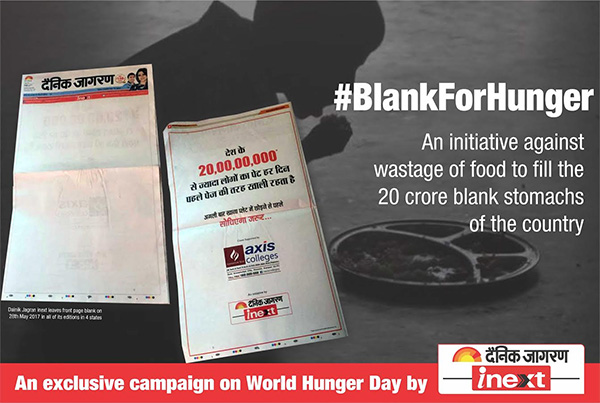 दैनिक जागरण
inext
#BlankForHunger
An initiative against
wastage of food to fill the
20 crore blank stomachs
of the country
देश के
20,00,00,000*
से ज्यादा लोगों का पेट हर दिन
पहले पेज की तरह खाली रहता है
अगली बार खाना प्लेट में छोड़ने से पहले
सोचिएगा जरूर...
axis
colleges
दैनिक जागरण
inext
Dainik Jagran inext leaves front page blank on
28th May 2017 in all of its editions in 4 states
An exclusive campaign on World Hunger Day by
दैनिक जागरण
inext